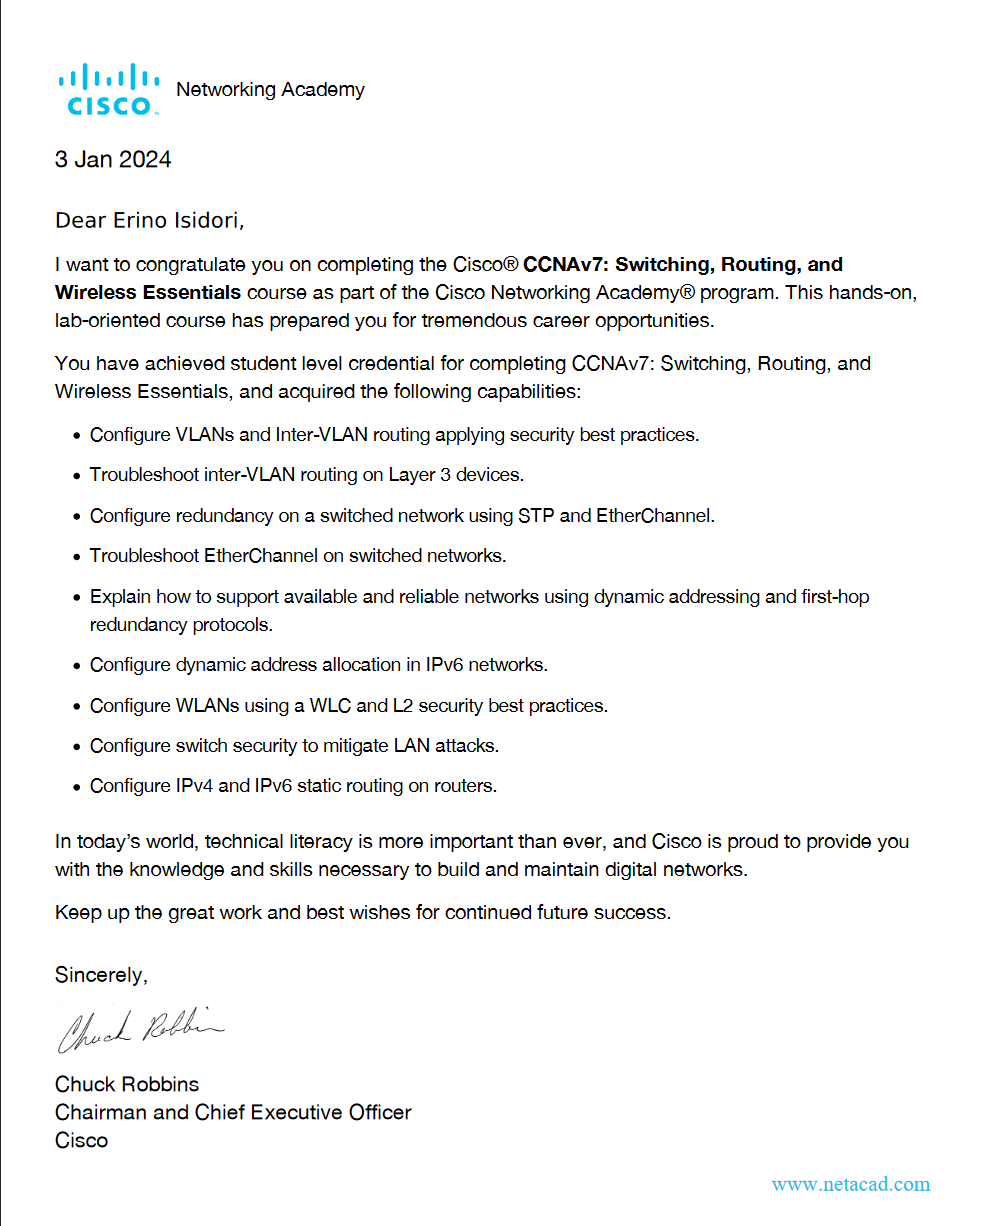 CISCO™ Networking Academy
3 Jan 2024
Dear Erino Isidori,
I want to congratulate you on completing the Cisco® CCNAv7: Switching, Routing, and
Wireless Essentials course as part of the Cisco Networking Academy® program. This hands-on,
lab-oriented course has prepared you for tremendous career opportunities.
You have achieved student level credential for completing CCNAv7: Switching, Routing, and
Wireless Essentials, and acquired the following capabilities:
• Configure VLANs and Inter-VLAN routing applying security best practices.
• Troubleshoot inter-VLAN routing on Layer 3 devices.
• Configure redundancy on a switched network using STP and EtherChannel.
• Troubleshoot EtherChannel on switched networks.
• Explain how to support available and reliable networks using dynamic addressing and first-hop
redundancy protocols.
• Configure dynamic address allocation in IPv6 networks.
• Configure WLANs using a WLC and L2 security best practices.
• Configure switch security to mitigate LAN attacks.
• Configure IPv4 and IPv6 static routing on routers.
In today’s world, technical literacy is more important than ever, and Cisco is proud to provide you
with the knowledge and skills necessary to build and maintain digital networks.
Keep up the great work and best wishes for continued future success.
Sincerely,
Chuck Robbins
Chuck Robbins
Chairman and Chief Executive Officer
Cisco
www.netacad.com